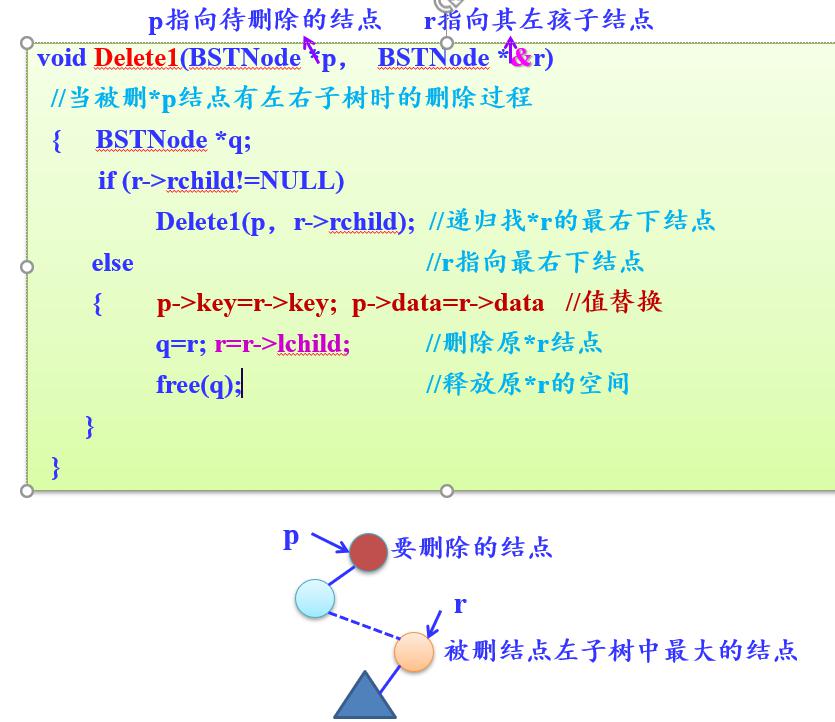 p指向待删除的结点 r指向其左孩子结点
void Delete1(BSTNode *p， BSTNode *&r)
//当被删*p结点有左右子树时的删除过程
{ BSTNode *q;
if (r->rchild!=NULL)
Delete1(p，r->rchild); //递归找*r的最右下结点
else //r指向最右下结点
{ p->key=r->key; p->data=r->data //值替换
q=r; r=r->lchild; //删除原*r结点
free(q); //释放原*r的空间
}
}
p 要删除的结点
r
被删结点左子树中最大的结点